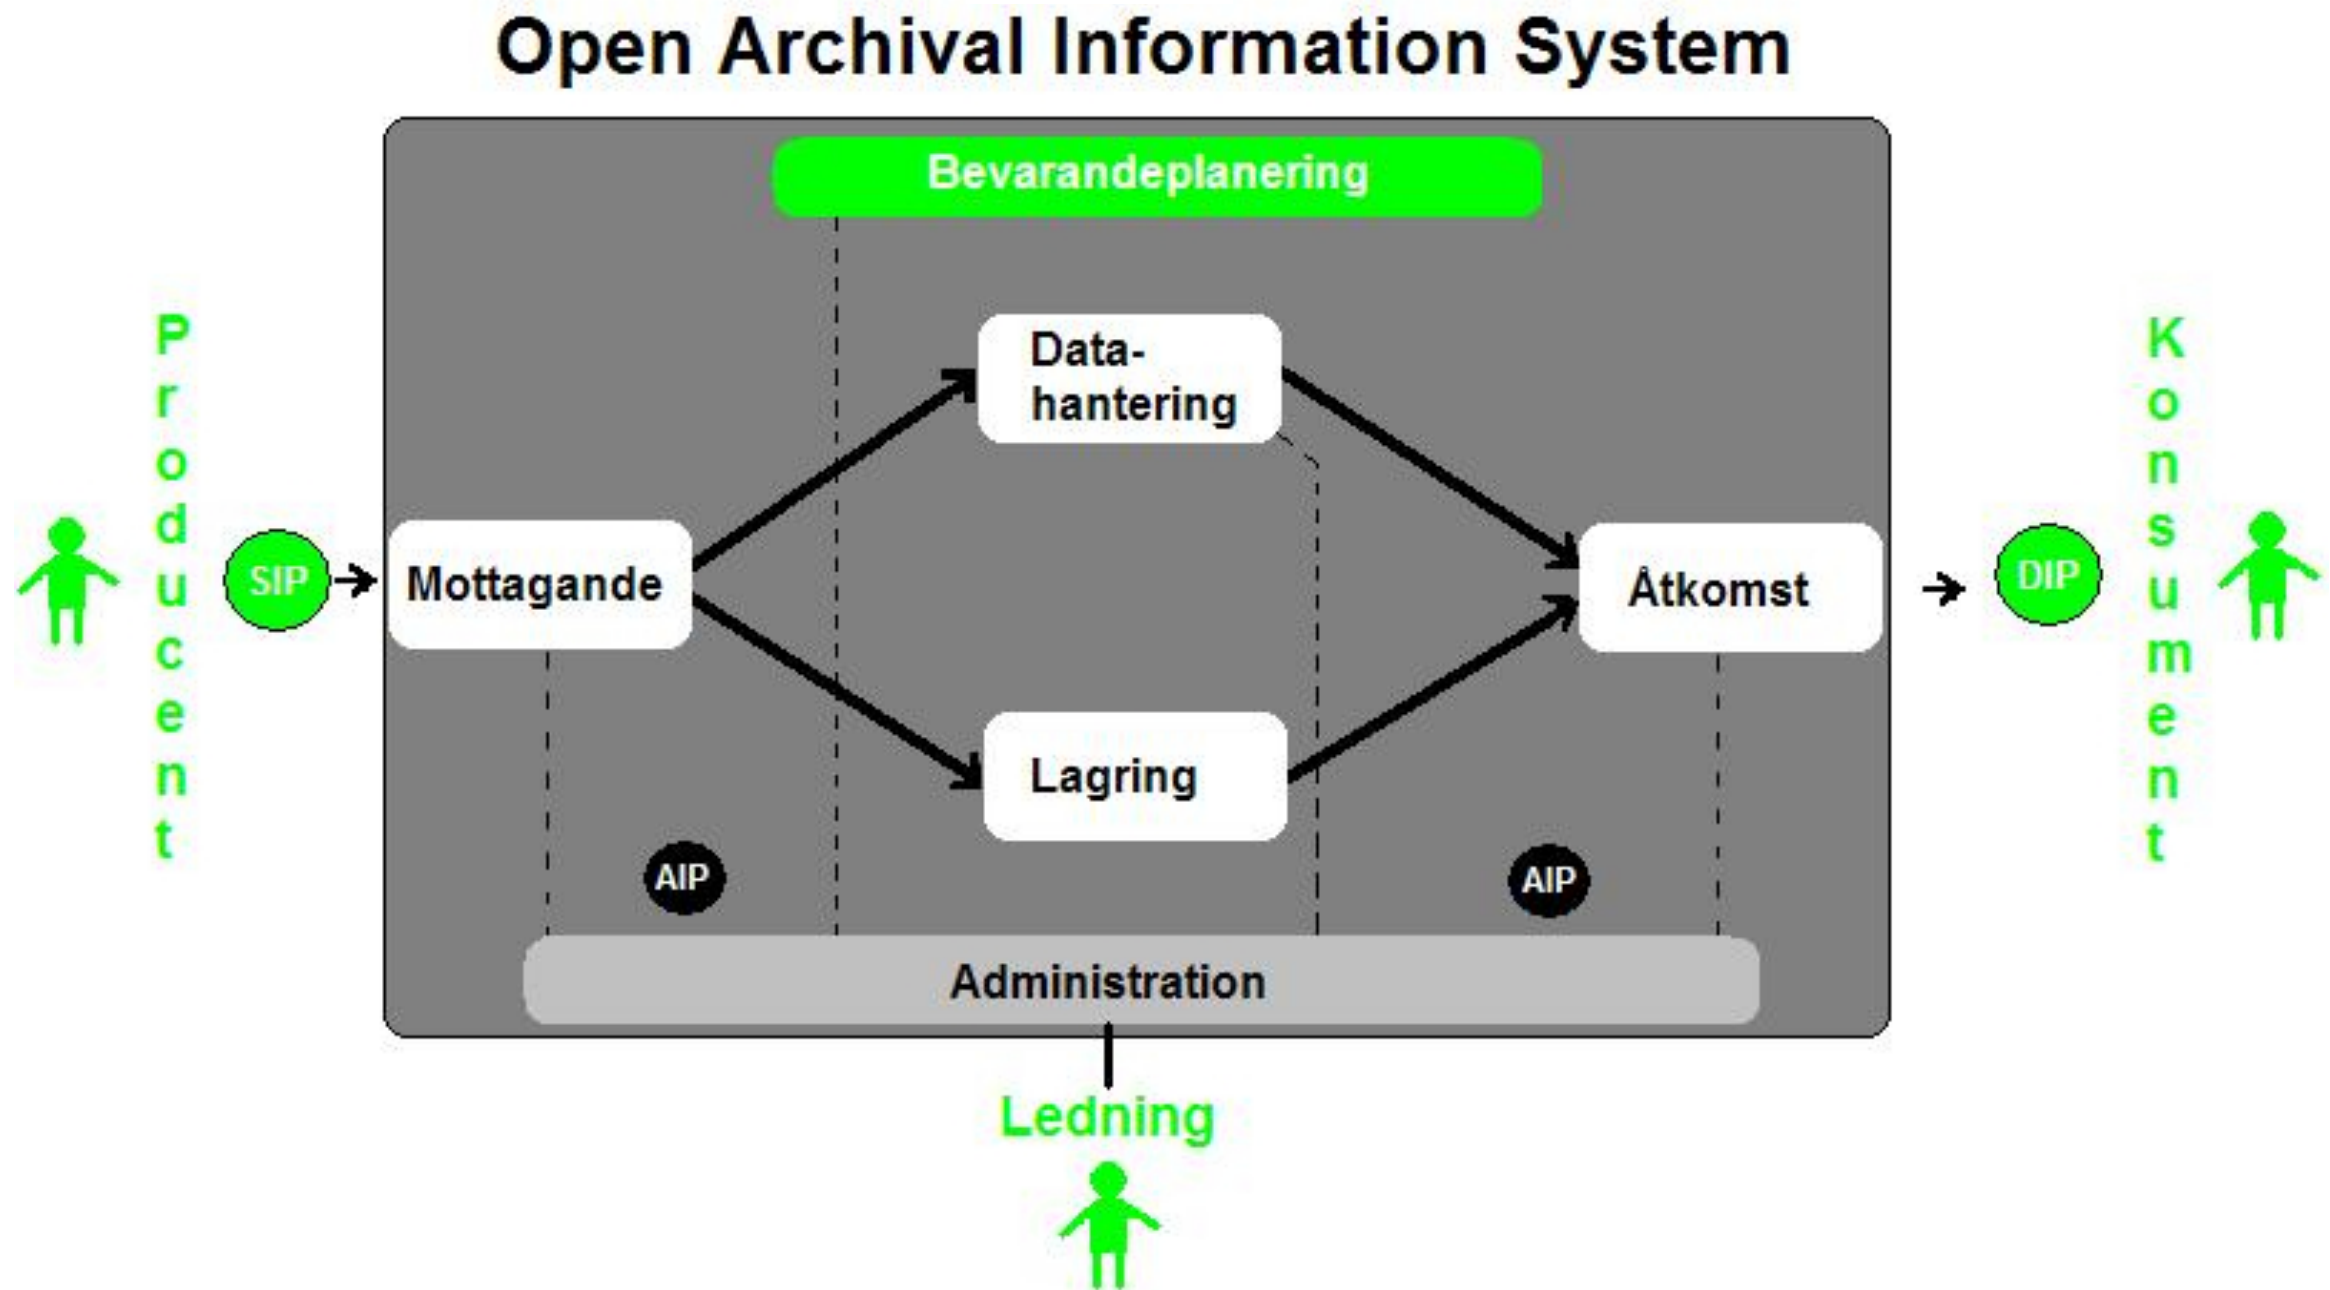 Open Archival Information System
Bevarandeplanering
Producent
SIP
Mottagande
Data-
hantering
Lagring
Åtkomst
DIP
Konsument
AIP
AIP
Administration
Ledning